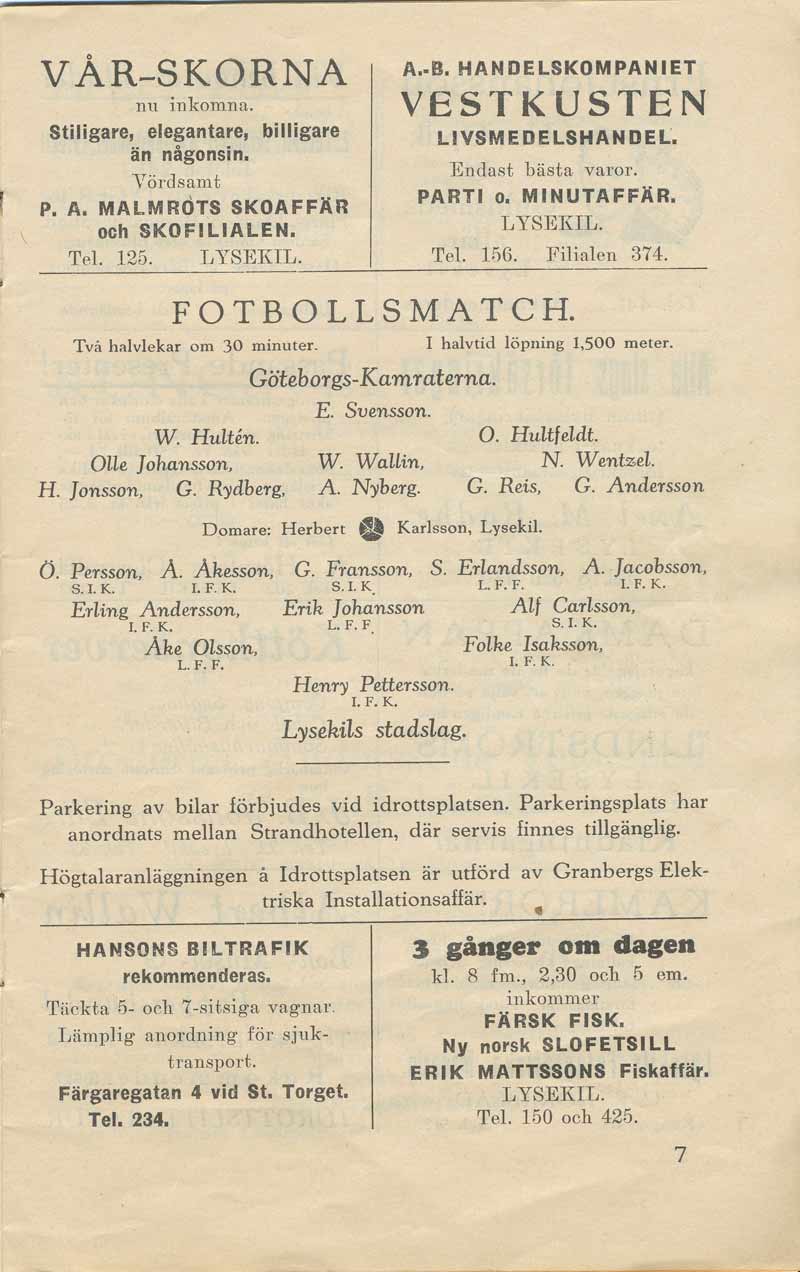 VÅR-SKORNA
nu inkomna.
Stiligare, elegantare, billigare
än någonsin.
Vördsamt
P. A. MALMRÖTS SKOAFFÄR
och SKOFILIALEN.
Tel. 125. LYSEKIL.
A.-B. HANDELSKOMPANIET
VESTKUSTEN
LIVSMEDELSHANDEL.
Endast bästa varor.
PARTI o. MINUTAFFÄR.
LYSEKIL.
Tel. 156. Filialen 374.
FOTBOLLSMATCH.
Två halvlekar om 30 minuter. I halvtid löpning 1,500 meter.
Göteborgs-Kamraterna.
E. Svensson.
W. Hultén. O. Hultfeldt.
Olle Johansson, W. Wallin, N. Wentzel.
H. Jonsson, G. Rydberg, A. Nyberg. G. Reis, G. Andersson
Domare: Herbert Karlsson, Lysekil.
Ö. Persson, Å. Åkesson, G. Fransson, S. Erlandsson, A. Jacobsson,
S. I. K. I. F. K. S. I. K. L. F. F. I. F. K.
Erling Andersson, Erik Johansson Alf Carlsson,
I. F. K. L. F. F. S. I. K.
Åke Olsson, Folke Isaksson,
L. F. F. I. F. K.
Henry Pettersson.
I. F. K.
Lysekils stadslag.
Parkering av bilar förbjudes vid idrottsplatsen. Parkeringsplats har
anordnats mellan Strandhotellen, där servis finnes tillgänglig.
Högtalaranläggningen å Idrottsplatsen är utförd av Granbergs Elek-
triska Installationsaffär.
HANSONS BILTRAFIK
rekommenderas.
Täckta 5- och 7-sitsiga vagnar.
Lämplig anordning för sjuk-
transport.
Färgaregatan 4 vid St. Torget.
Tel. 234.
3 gånger om dagen
kl. 8 fm., 2,30 och 5 em.
inkommer
FÄRSK FISK.
Ny norsk SLOFETSILL
ERIK MATTSSONS Fiskaffär.
LYSEKIL.
Tel. 150 och 425.
7